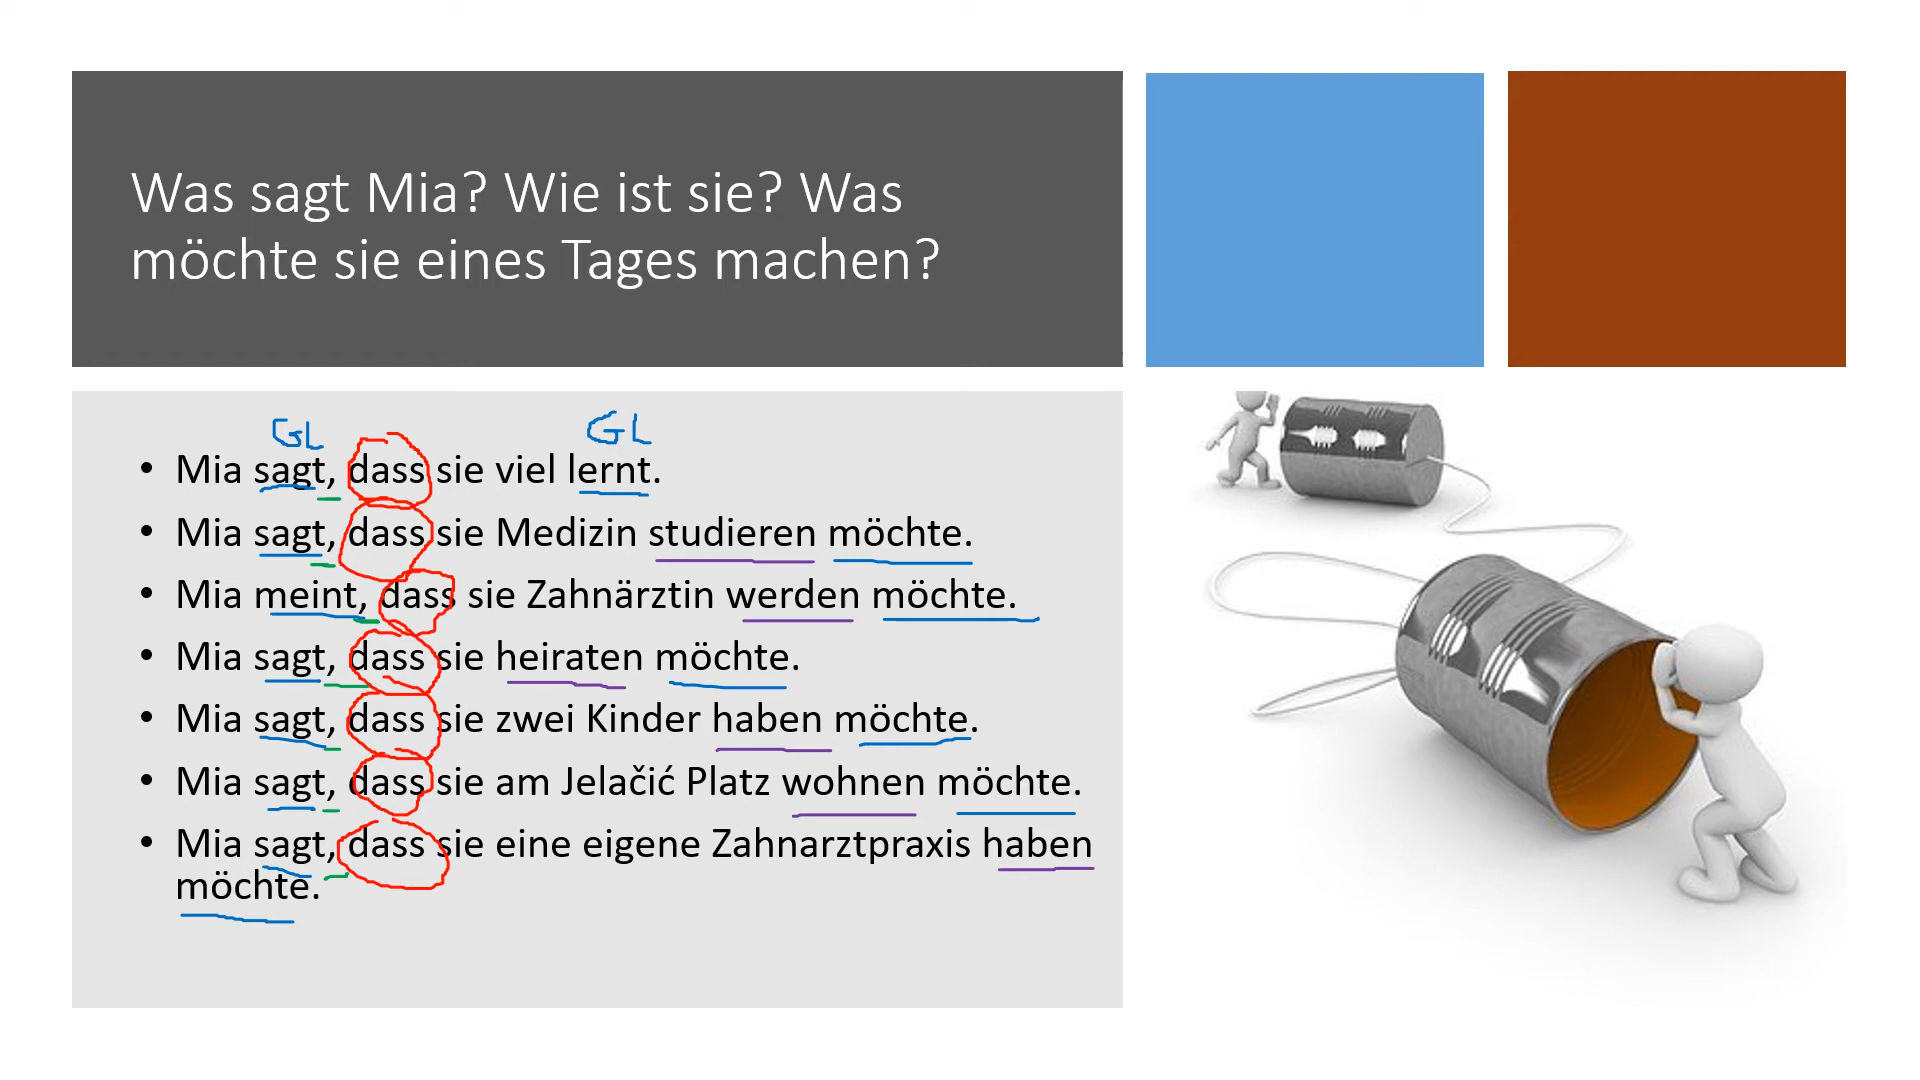 Was sagt Mia? Wie ist sie? Was
möchte sie eines Tages machen?
GL GL
• Mia sagt, dass sie viel lernt.
• Mia sagt, dass sie Medizin studieren möchte.
• Mia meint, dass sie Zahnärztin werden möchte.
• Mia sagt, dass sie heiraten möchte.
• Mia sagt, dass sie zwei Kinder haben möchte.
• Mia sagt, dass sie am Jelačić Platz wohnen möchte.
• Mia sagt, dass sie eine eigene Zahnarztpraxis haben
möchte.